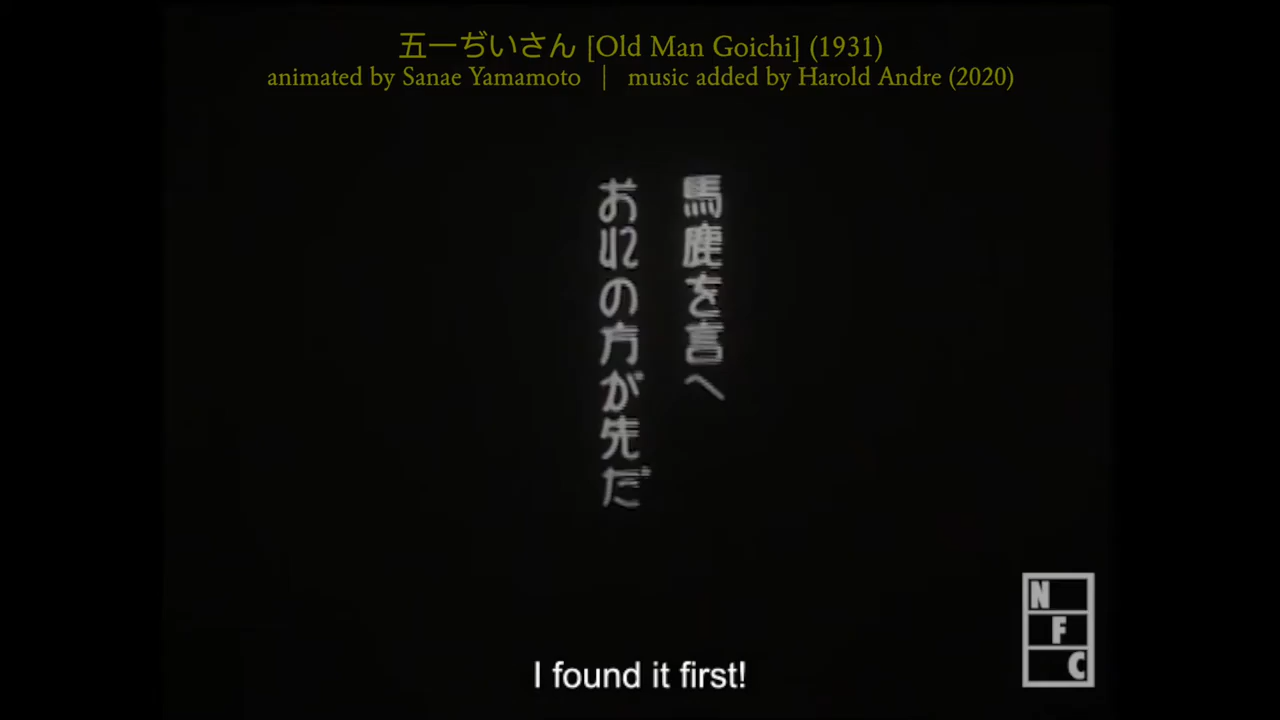 五一ぢいさん [Old Man Goichi] (1931)
animated by Sanae Yamamoto | music added by Harold Andre (2020)
馬鹿を言へ
おれの方が先だ
I found it first!
N
F
C